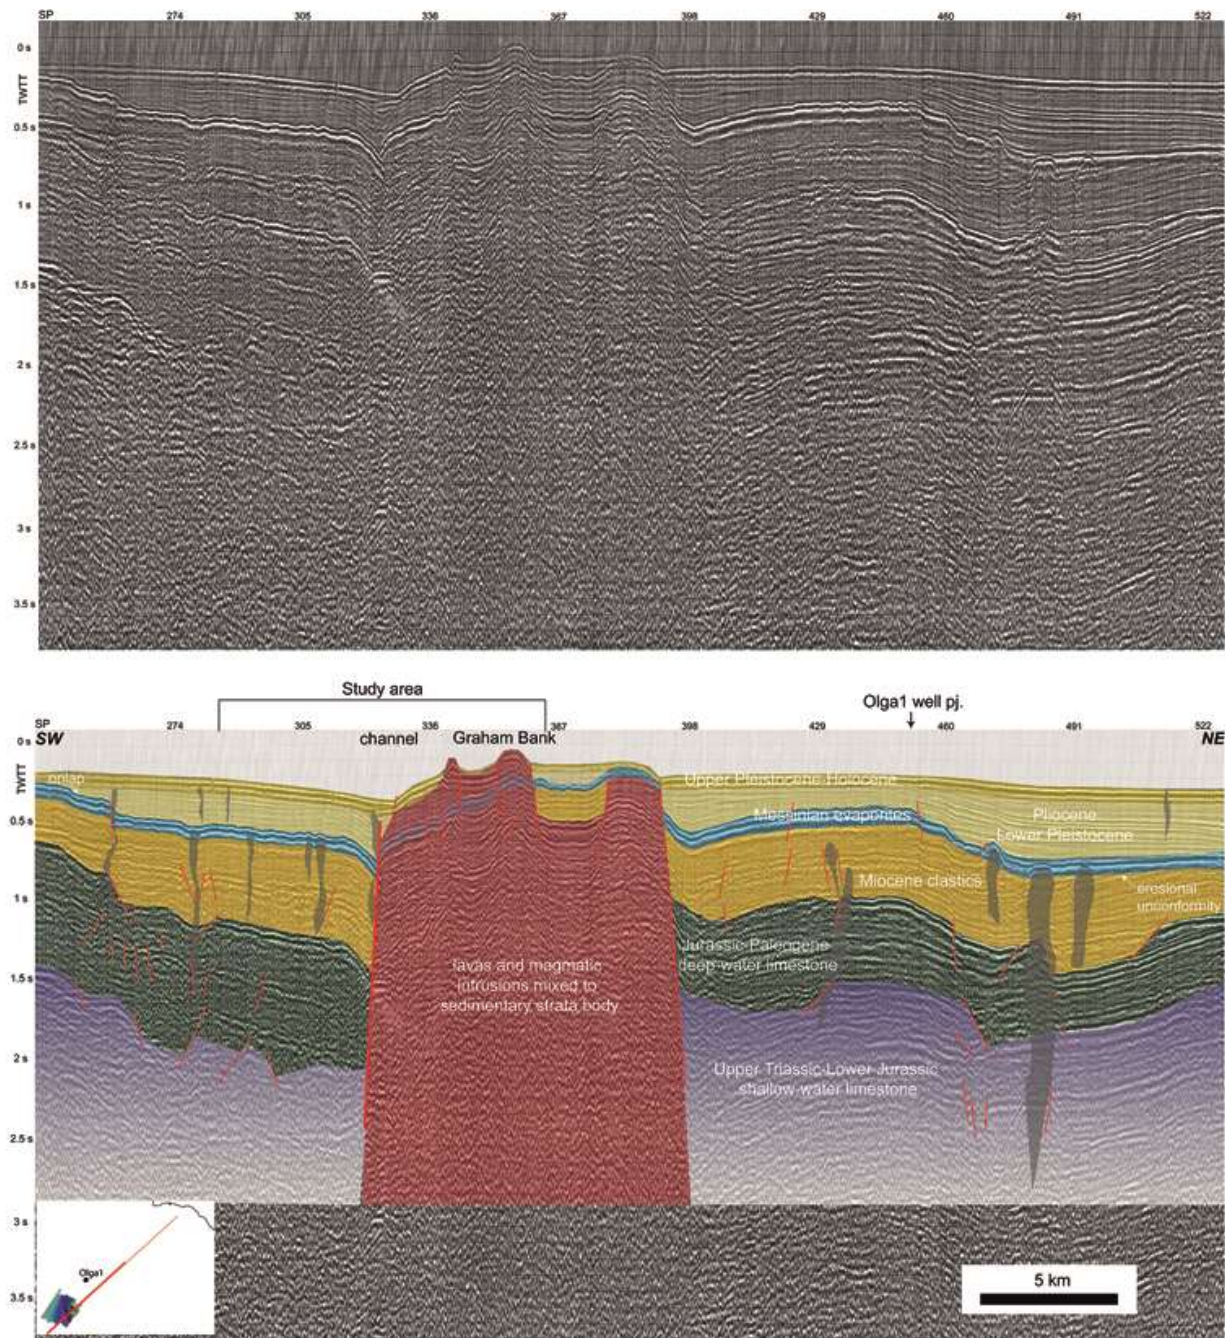 SP 274 305 336 367 398 429 460 491 522
0 s
TWTT
0.5 s
1 s
1.5 s
2 s
2.5 s
3 s
3.5 s
Study area
Olga1 well pj.
SP 274 305 336 367 398 429 460 491 522
0 s
SW
channel
Graham Bank
NE
TWTT
onlap
Upper Pleistocene-Holocene
Messinian evaporites
Pliocene
Lower Pleistocene
0.5 s
Miocene clastics
erosional
unconformity
1 s
Jurassic-Paleogene
deep-water limestone
lavas and magmatic
intrusions mixed to
sedimentary strata body
1.5 s
2 s
Upper Triassic-Lower Jurassic
shallow-water limestone
2.5 s
3 s
Olga1
5 km
3.5 s